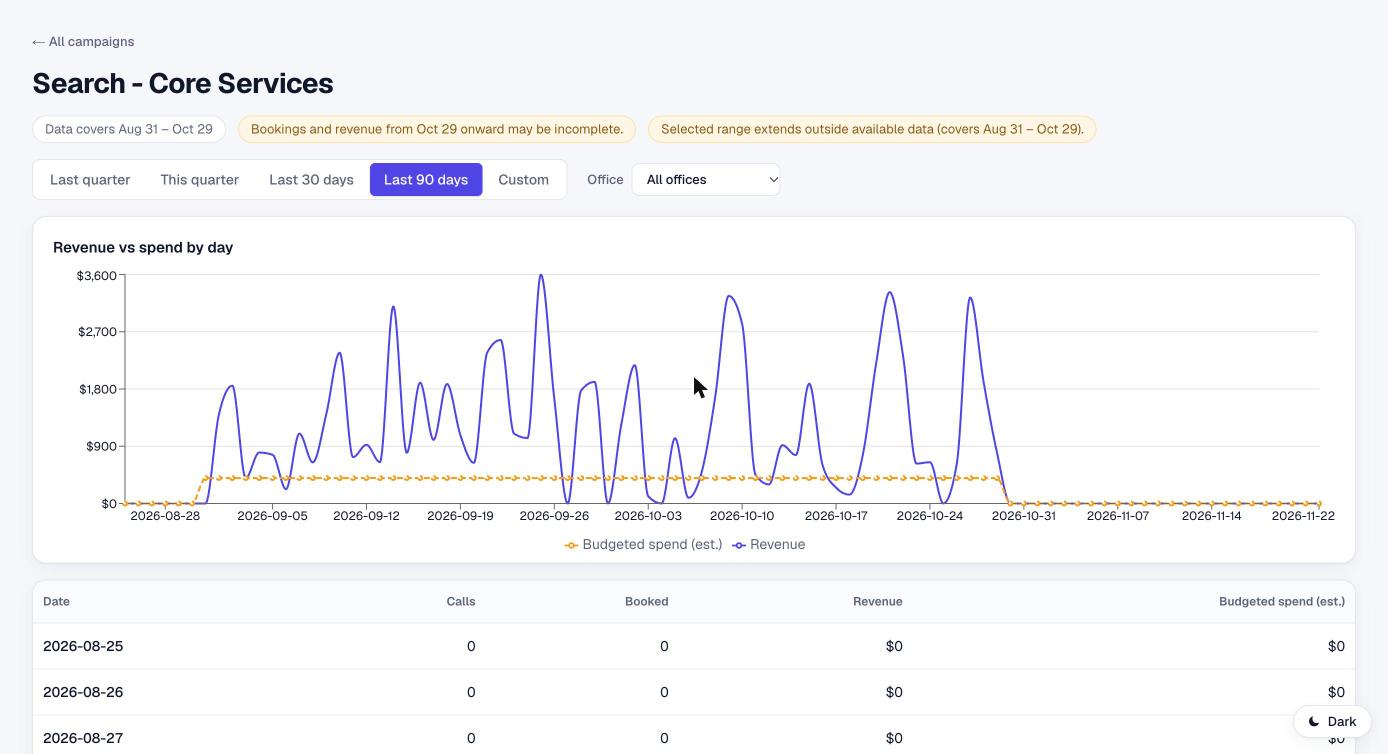 ← All campaigns
Search - Core Services
Data covers Aug 31 – Oct 29
Bookings and revenue from Oct 29 onward may be incomplete.
Selected range extends outside available data (covers Aug 31 – Oct 29).
Last quarter
This quarter
Last 30 days
Last 90 days
Custom
Office
All offices
Revenue vs spend by day
$3,600
$2,700
$1,800
$900
$0
2026-08-28
2026-09-05
2026-09-12
2026-09-19
2026-09-26
2026-10-03
2026-10-10
2026-10-17
2026-10-24
2026-10-31
2026-11-07
2026-11-14
2026-11-22
Budgeted spend (est.)
Revenue
Date Calls Booked Revenue Budgeted spend (est.)
2026-08-25 0 0 $0 $0
2026-08-26 0 0 $0 $0
Dark
2026-08-27 0 0 $0 $0